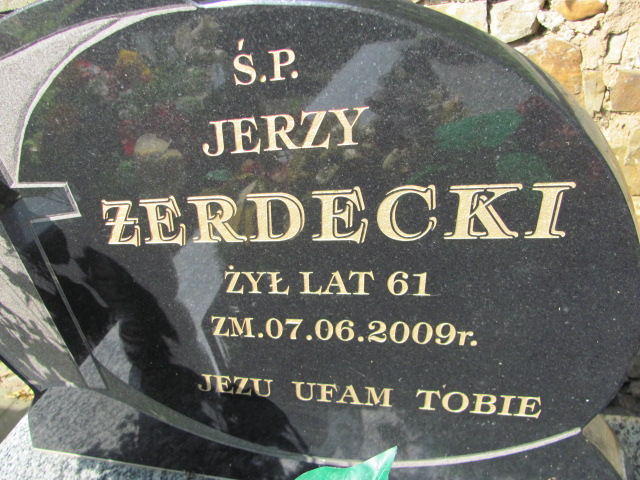 Ś.P.
JERZY
ŻERDECKI
ŻYŁ LAT 61
ZM.07.06.2009r.
JEZU UFAM TOBIE